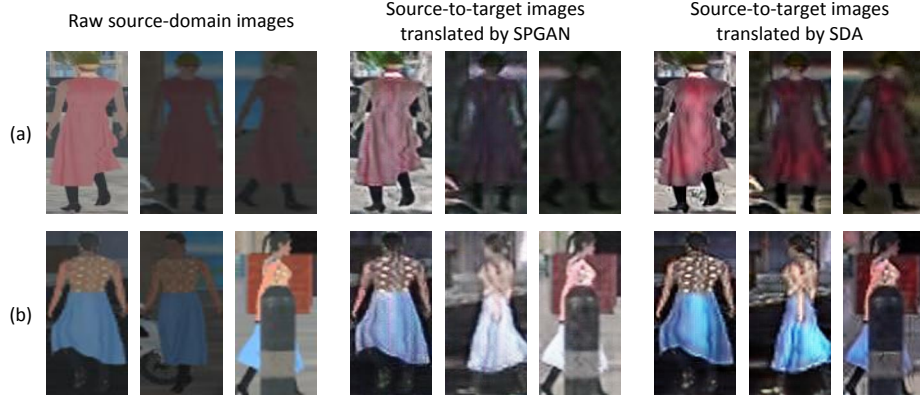 Raw source-domain images
Source-to-target images
translated by SPGAN
Source-to-target images
translated by SDA
(a)
(b)